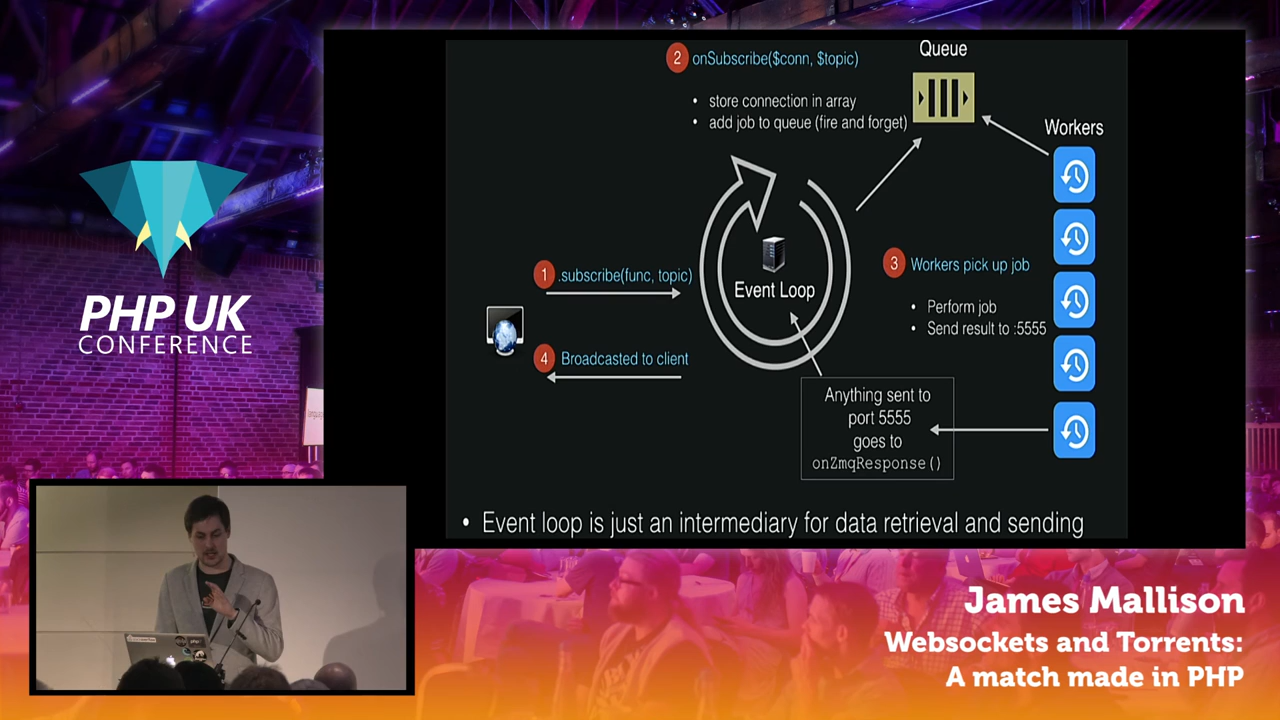 PHP UK
CONFERENCE
2 onSubscribe($conn, $topic)
• store connection in array
• add job to queue (fire and forget)
Queue
Workers
1 .subscribe(func, topic)
Event Loop
3 Workers pick up job
• Perform job
• Send result to :5555
4 Broadcasted to client
Anything sent to
port 5555
goes to
onZmqResponse()
• Event loop is just an intermediary for data retrieval and sending
James Mallison
Websockets and Torrents:
A match made in PHP